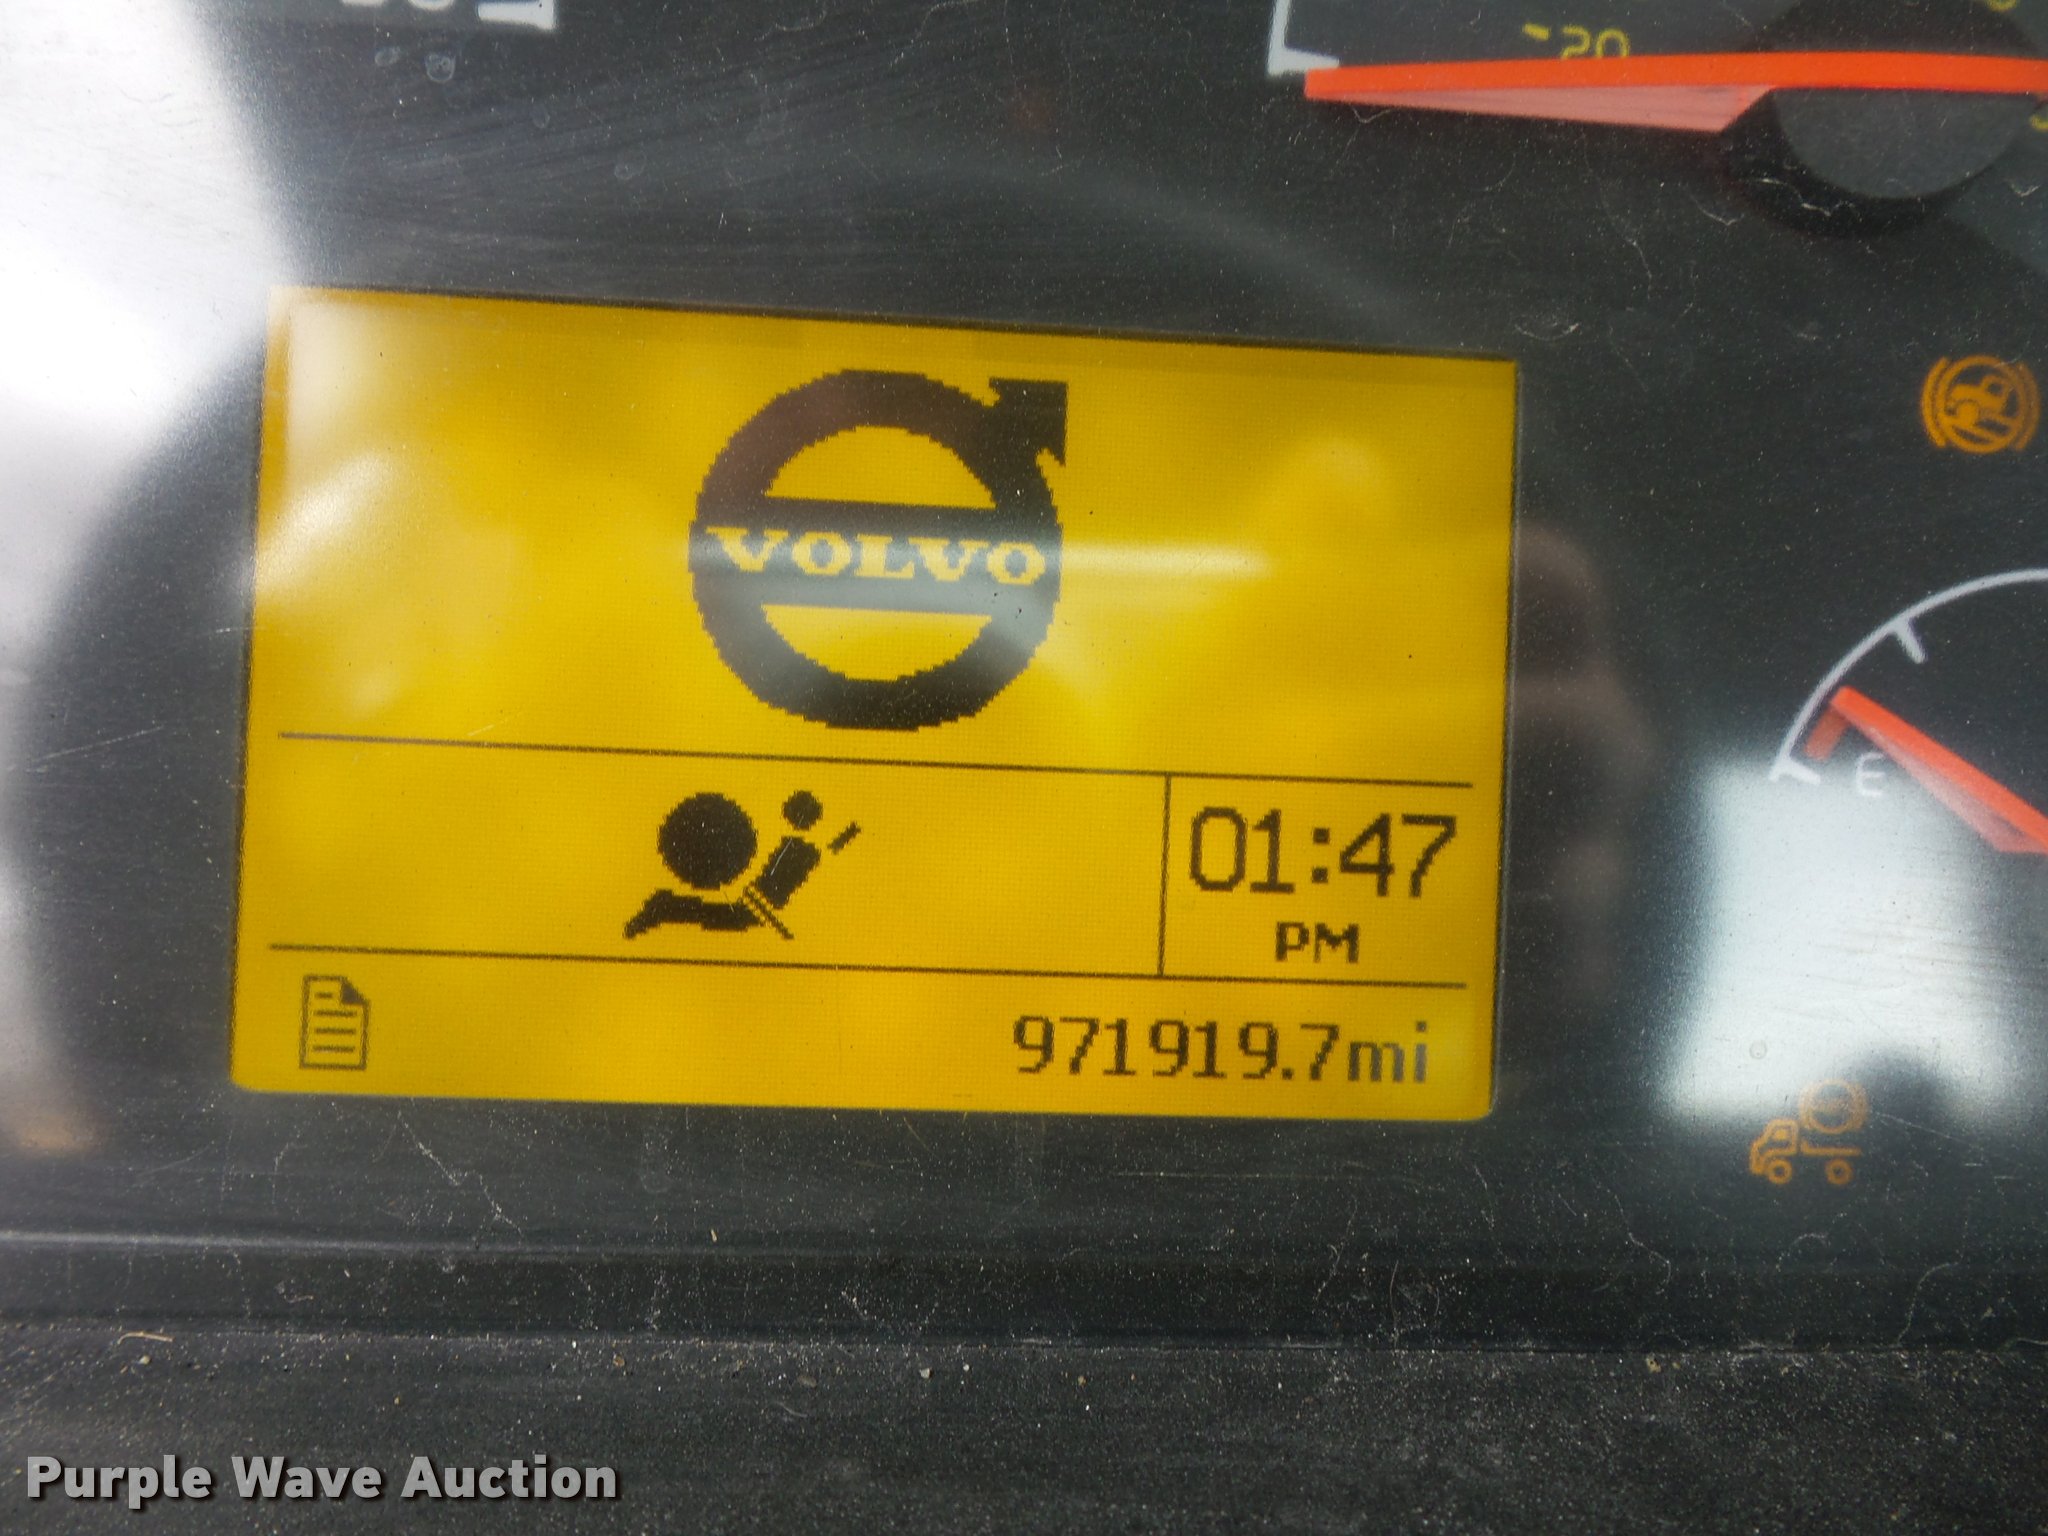 20
VOLVO
01:47
PM
E
971919.7mi
Purple Wave Auction